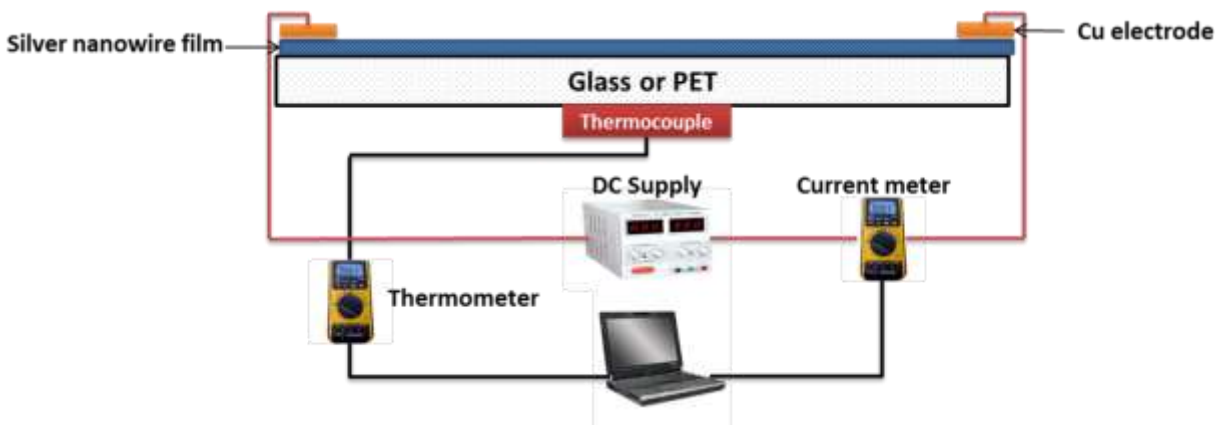 Silver nanowire film
Cu electrode
Glass or PET
Thermocouple
DC Supply
Current meter
Thermometer